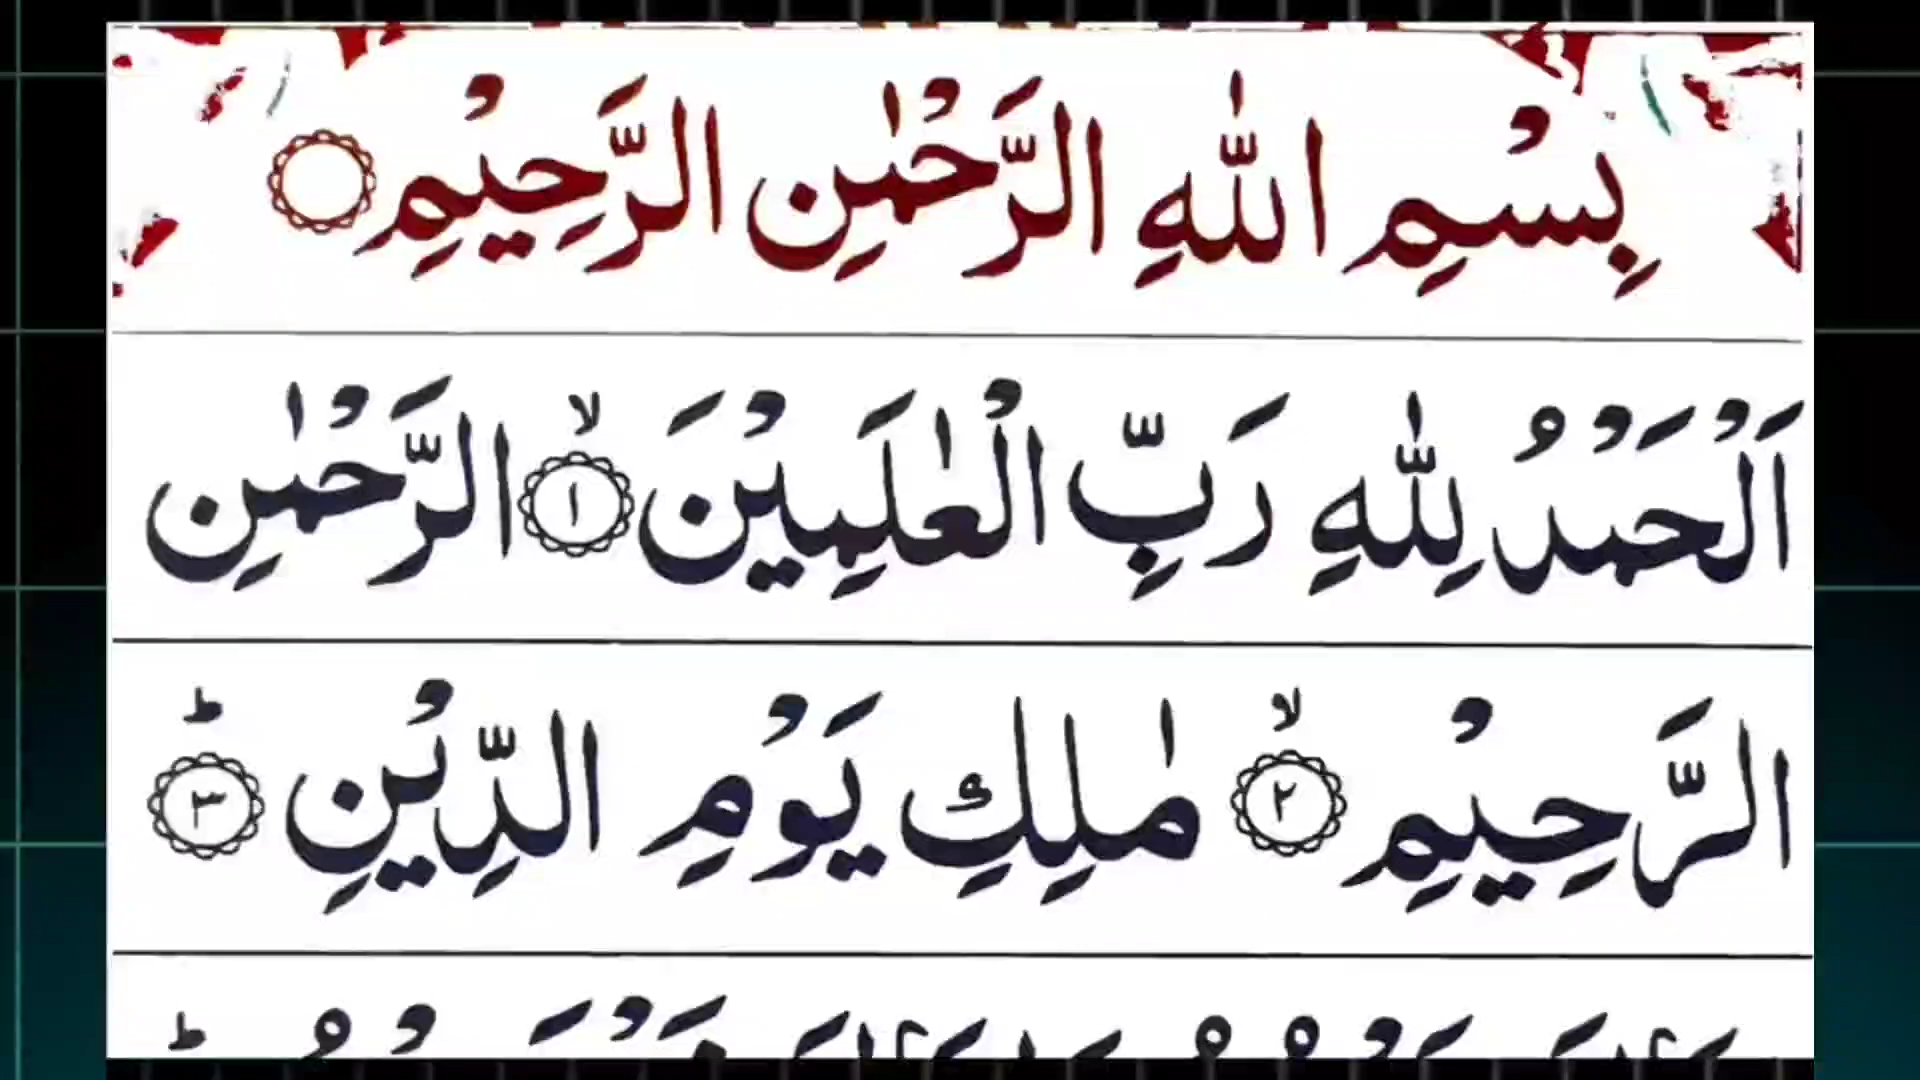 بِسْمِ اللّٰهِ الرَّحْمٰنِ الرَّحِيْمِ
اَلْحَمْدُ لِلّٰهِ رَبِّ الْعٰلَمِيْنَ ۙ﴿١﴾ الرَّحْمٰنِ
الرَّحِيْمِ ۙ﴿٢﴾ مٰلِكِ يَوْمِ الدِّيْنِ ؕ﴿٣﴾